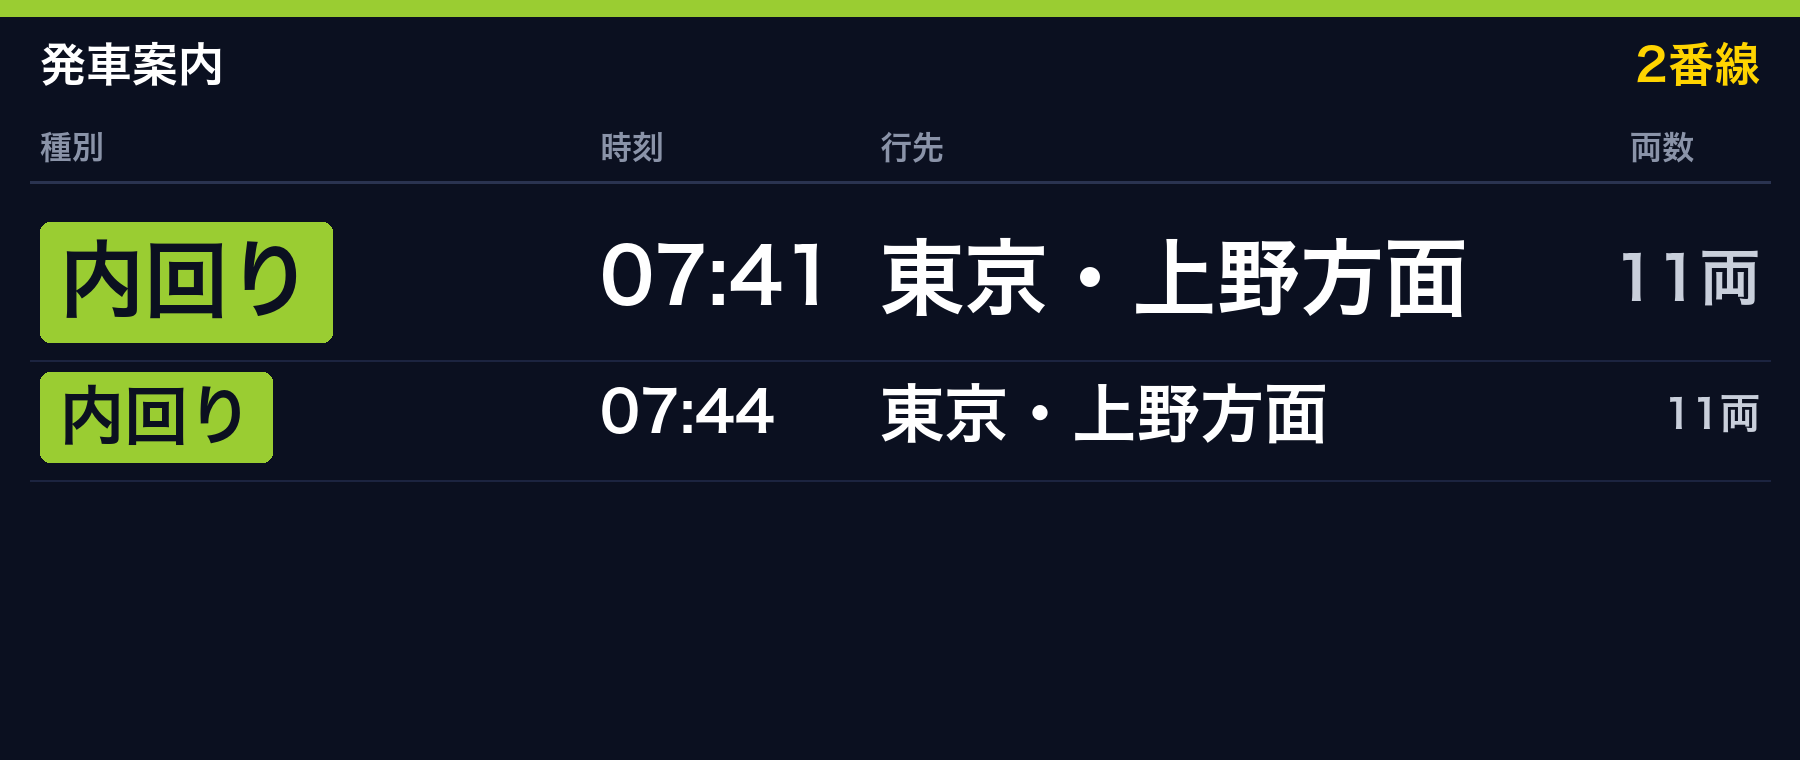 発車案内 2番線
種別 時刻 行先 両数
内回り 07:41 東京・上野方面 11両
内回り 07:44 東京・上野方面 11両